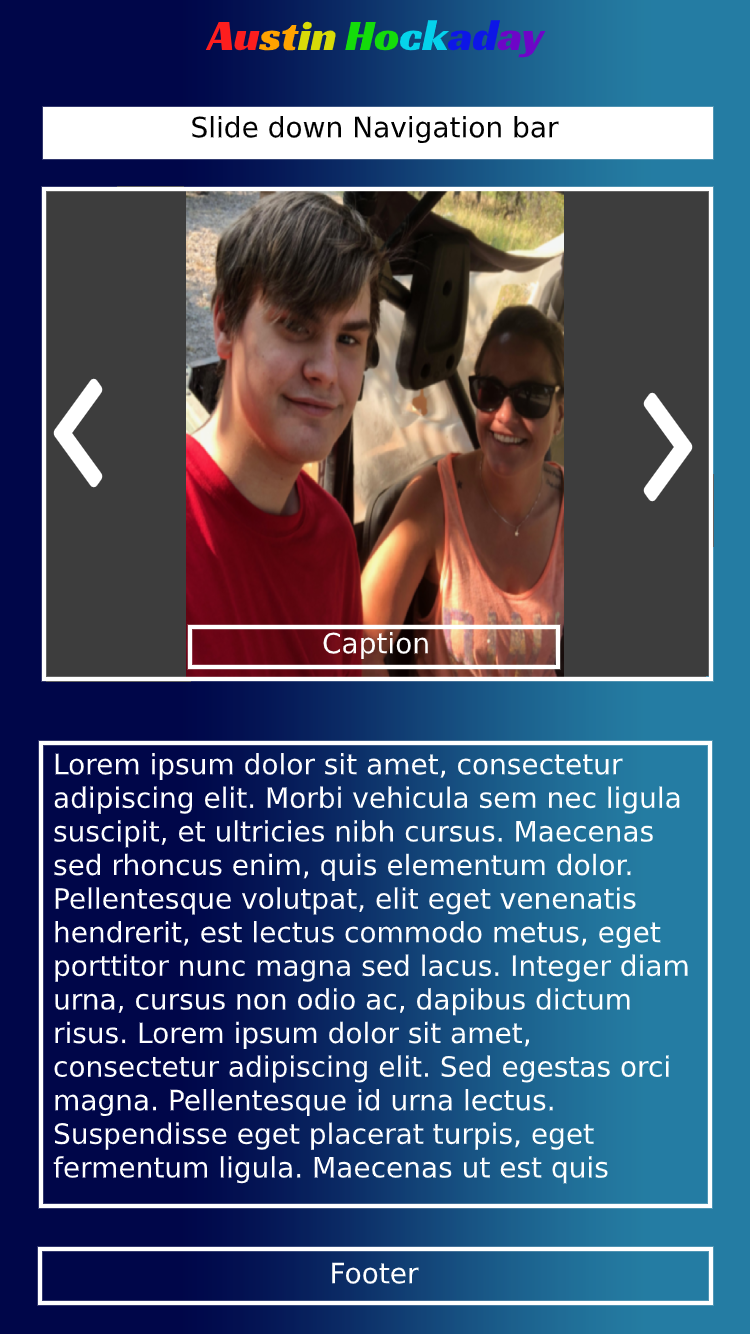 Austin Hockaday
Slide down Navigation bar
Caption
Lorem ipsum dolor sit amet, consectetur
adipiscing elit. Morbi vehicula sem nec ligula
suscipit, et ultricies nibh cursus. Maecenas
sed rhoncus enim, quis elementum dolor.
Pellentesque volutpat, elit eget venenatis
hendrerit, est lectus commodo metus, eget
porttitor nunc magna sed lacus. Integer diam
urna, cursus non odio ac, dapibus dictum
risus. Lorem ipsum dolor sit amet,
consectetur adipiscing elit. Sed egestas orci
magna. Pellentesque id urna lectus.
Suspendisse eget placerat turpis, eget
fermentum ligula. Maecenas ut est quis
Footer